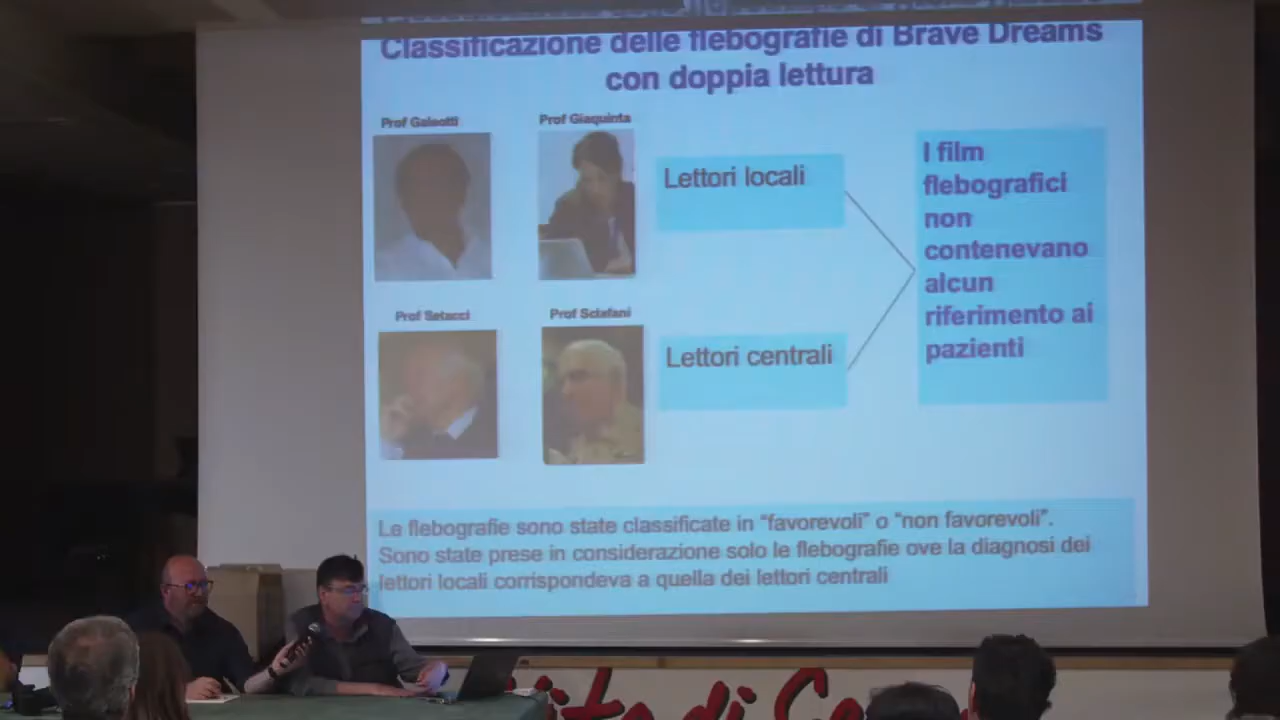 Classificazione delle flebografie di Brave Dreams
con doppia lettura
Prof Galeotti
Prof Giaquinta
Lettori locali
I film
flebografici
non
contenevano
alcun
riferimento ai
pazienti
Prof Setacci
Prof Sclafani
Lettori centrali
Le flebografie sono state classificate in “favorevoli” o “non favorevoli”.
Sono state prese in considerazione solo le flebografie ove la diagnosi dei
lettori locali corrispondeva a quella dei lettori centrali
di